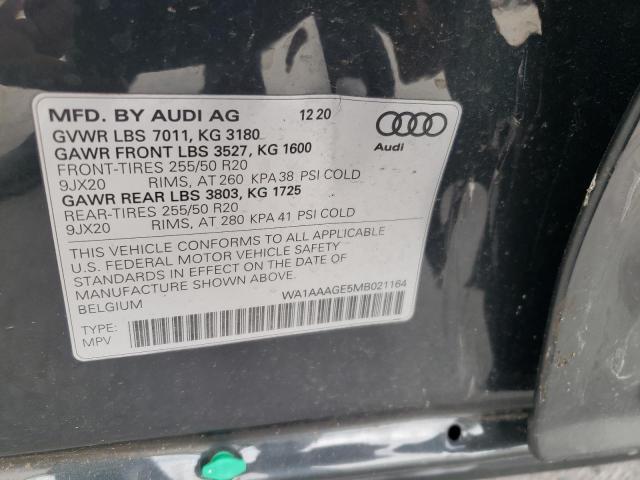 MFD. BY AUDI AG 12 20
GVWR LBS 7011, KG 3180
GAWR FRONT LBS 3527, KG 1600
FRONT-TIRES 255/50 R20
9JX20 RIMS, AT 260 KPA 38 PSI COLD
GAWR REAR LBS 3803, KG 1725
REAR-TIRES 255/50 R20
9JX20 RIMS, AT 280 KPA 41 PSI COLD
Audi
THIS VEHICLE CONFORMS TO ALL APPLICABLE
U.S. FEDERAL MOTOR VEHICLE SAFETY
STANDARDS IN EFFECT ON THE DATE OF
MANUFACTURE SHOWN ABOVE.
BELGIUM
WA1AAAGE5MB021164
TYPE:
MPV